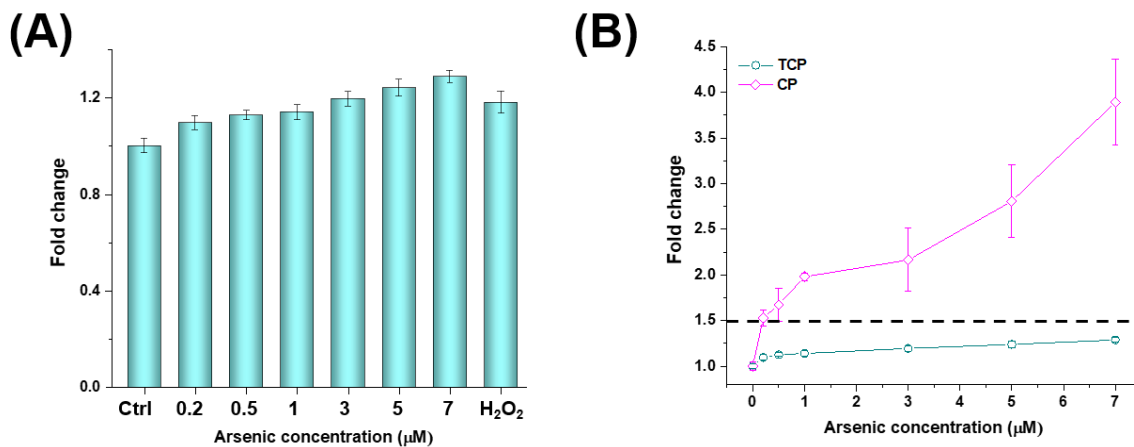 (A)
Fold change
1.2
0.8
0.4
0.0
Ctrl 0.2 0.5 1 3 5 7 H₂O₂
Arsenic concentration (µM)
(B)
TCP
CP
Fold change
4.5
4.0
3.5
3.0
2.5
2.0
1.5
1.0
0 1 2 3 4 5 6 7
Arsenic concentration (µM)